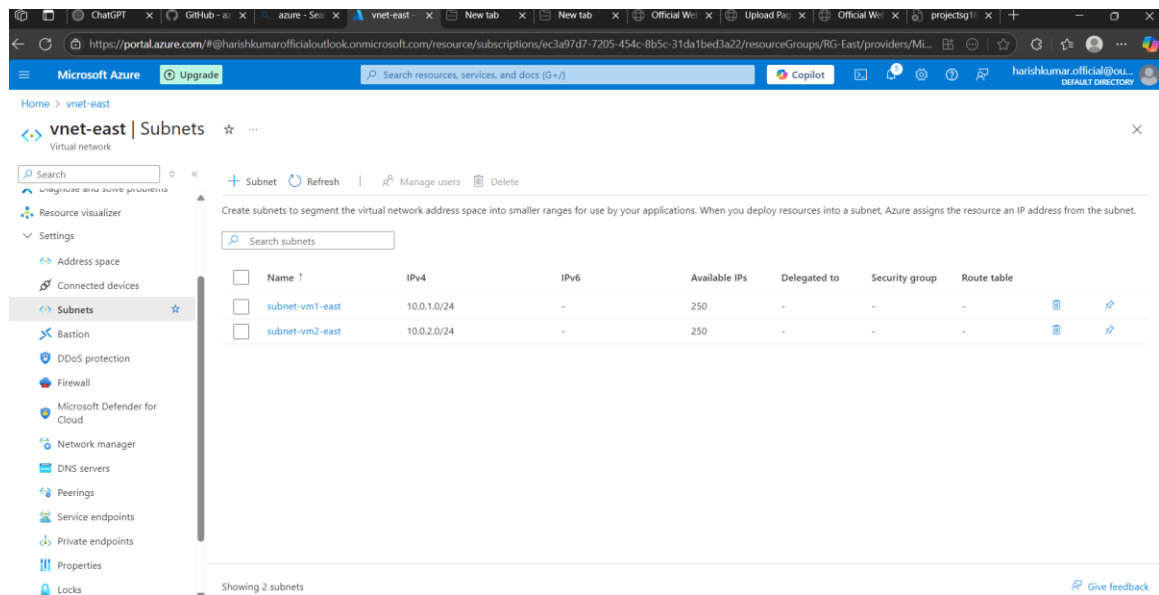 ChatGPT
GitHub - az
azure - Sear
vnet-east -
New tab
New tab
Official We
Upload Pag
Official We
projectsg1
https://portal.azure.com/#@harishkumarofficialoutlook.onmicrosoft.com/resource/subscriptions/ec3a97d7-7205-454c-8b5c-31da1bed3a22/resourceGroups/RG-East/providers/Mi...
Microsoft Azure Upgrade Search resources, services, and docs (G+/) Copilot 5 harishkumar.official@ou...
DEFAULT DIRECTORY
Home > vnet-east
vnet-east | Subnets
Virtual network
Search
+ Subnet Refresh Manage users Delete
Diagnose and solve problems
Resource visualizer
Settings
Address space
Connected devices
Subnets
Bastion
DDoS protection
Firewall
Microsoft Defender for
Cloud
Network manager
DNS servers
Peerings
Service endpoints
Private endpoints
Properties
Locks
Create subnets to segment the virtual network address space into smaller ranges for use by your applications. When you deploy resources into a subnet, Azure assigns the resource an IP address from the subnet.
Search subnets
Name ↑ IPv4 IPv6 Available IPs Delegated to Security group Route table
subnet-vm1-east 10.0.1.0/24 - 250 - - -
subnet-vm2-east 10.0.2.0/24 - 250 - - -
Showing 2 subnets
Give feedback